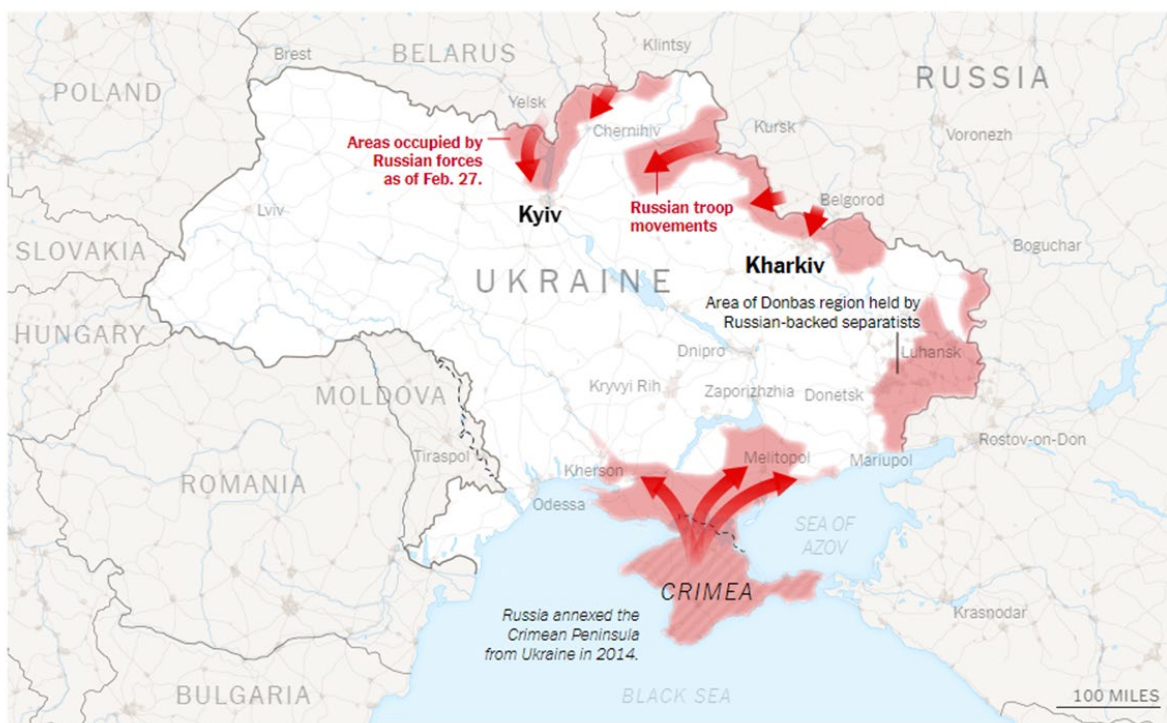 Klintsy
BELARUS
Brest
RUSSIA
POLAND
Yelsk
Areas occupied by
Russian forces
as of Feb. 27.
Chernihiv
Kursk
Voronezh
Lviv
Kyiv
Russian troop
movements
Belgorod
SLOVAKIA
Boguchar
Kharkiv
UKRAINE
Area of Donbas region held by
Russian-backed separatists
HUNGARY
Dnipro
Luhansk
MOLDOVA
Kryvyi Rih
Zaporizhzhia
Donetsk
Rostov-on-Don
Tiraspol
Kherson
Melitopol
Mariupol
ROMANIA
Odessa
SEA OF
AZOV
CRIMEA
Russia annexed the
Crimean Peninsula
from Ukraine in 2014.
Krasnodar
BULGARIA
BLACK SEA
100 MILES